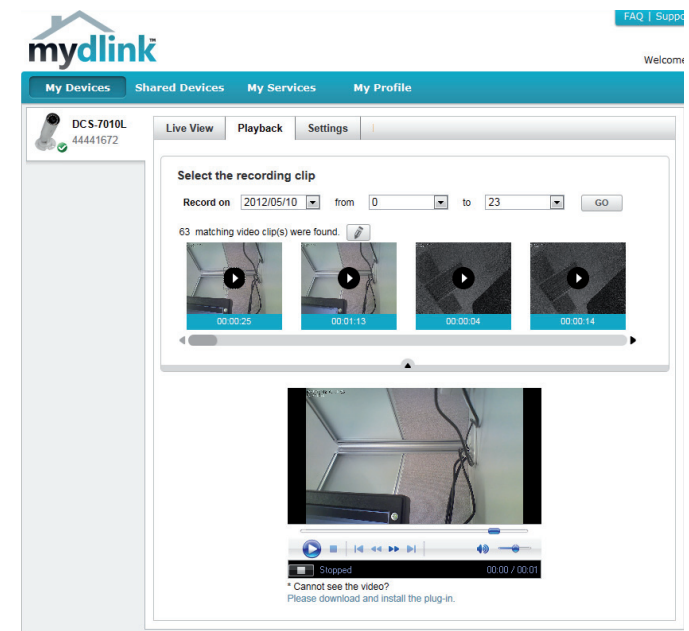 FAQ | Suppo
mydlink
Welcome
My Devices Shared Devices My Services My Profile
DCS-7010L
44441672
Live View Playback Settings
Select the recording clip
Record on 2012/05/10 from 0 to 23 GO
63 matching video clip(s) were found.
00:00:25 00:01:13 00:00:04 00:00:14
Stopped 00:00 / 00:01
* Cannot see the video?
Please download and install the plug-in.